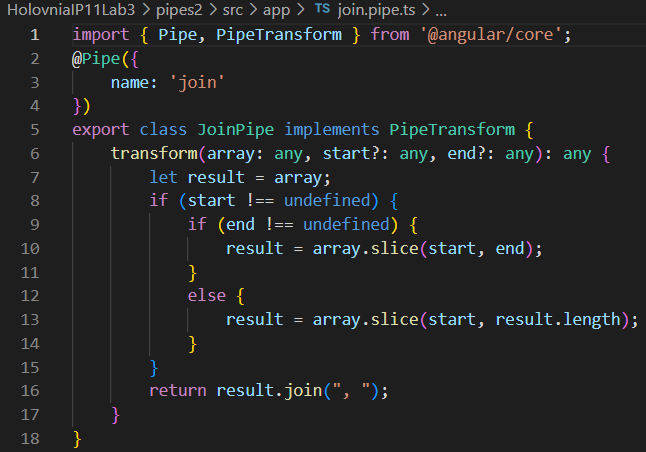 HolovniaIP11Lab3 > pipes2 > src > app > TS join.pipe.ts > ...
1 import { Pipe, PipeTransform } from '@angular/core';
2 @Pipe({
3     name: 'join'
4 })
5 export class JoinPipe implements PipeTransform {
6     transform(array: any, start?: any, end?: any): any {
7         let result = array;
8         if (start !== undefined) {
9             if (end !== undefined) {
10                 result = array.slice(start, end);
11             }
12             else {
13                 result = array.slice(start, result.length);
14             }
15         }
16         return result.join(", ");
17     }
18 }